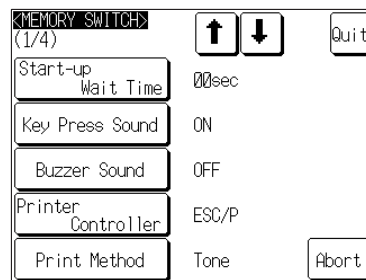 <MEMORY SWITCH>
(1/4)
↑ ↓ Quit
Start-up
Wait Time 00sec
Key Press Sound ON
Buzzer Sound OFF
Printer
Controller ESC/P
Print Method Tone Abort